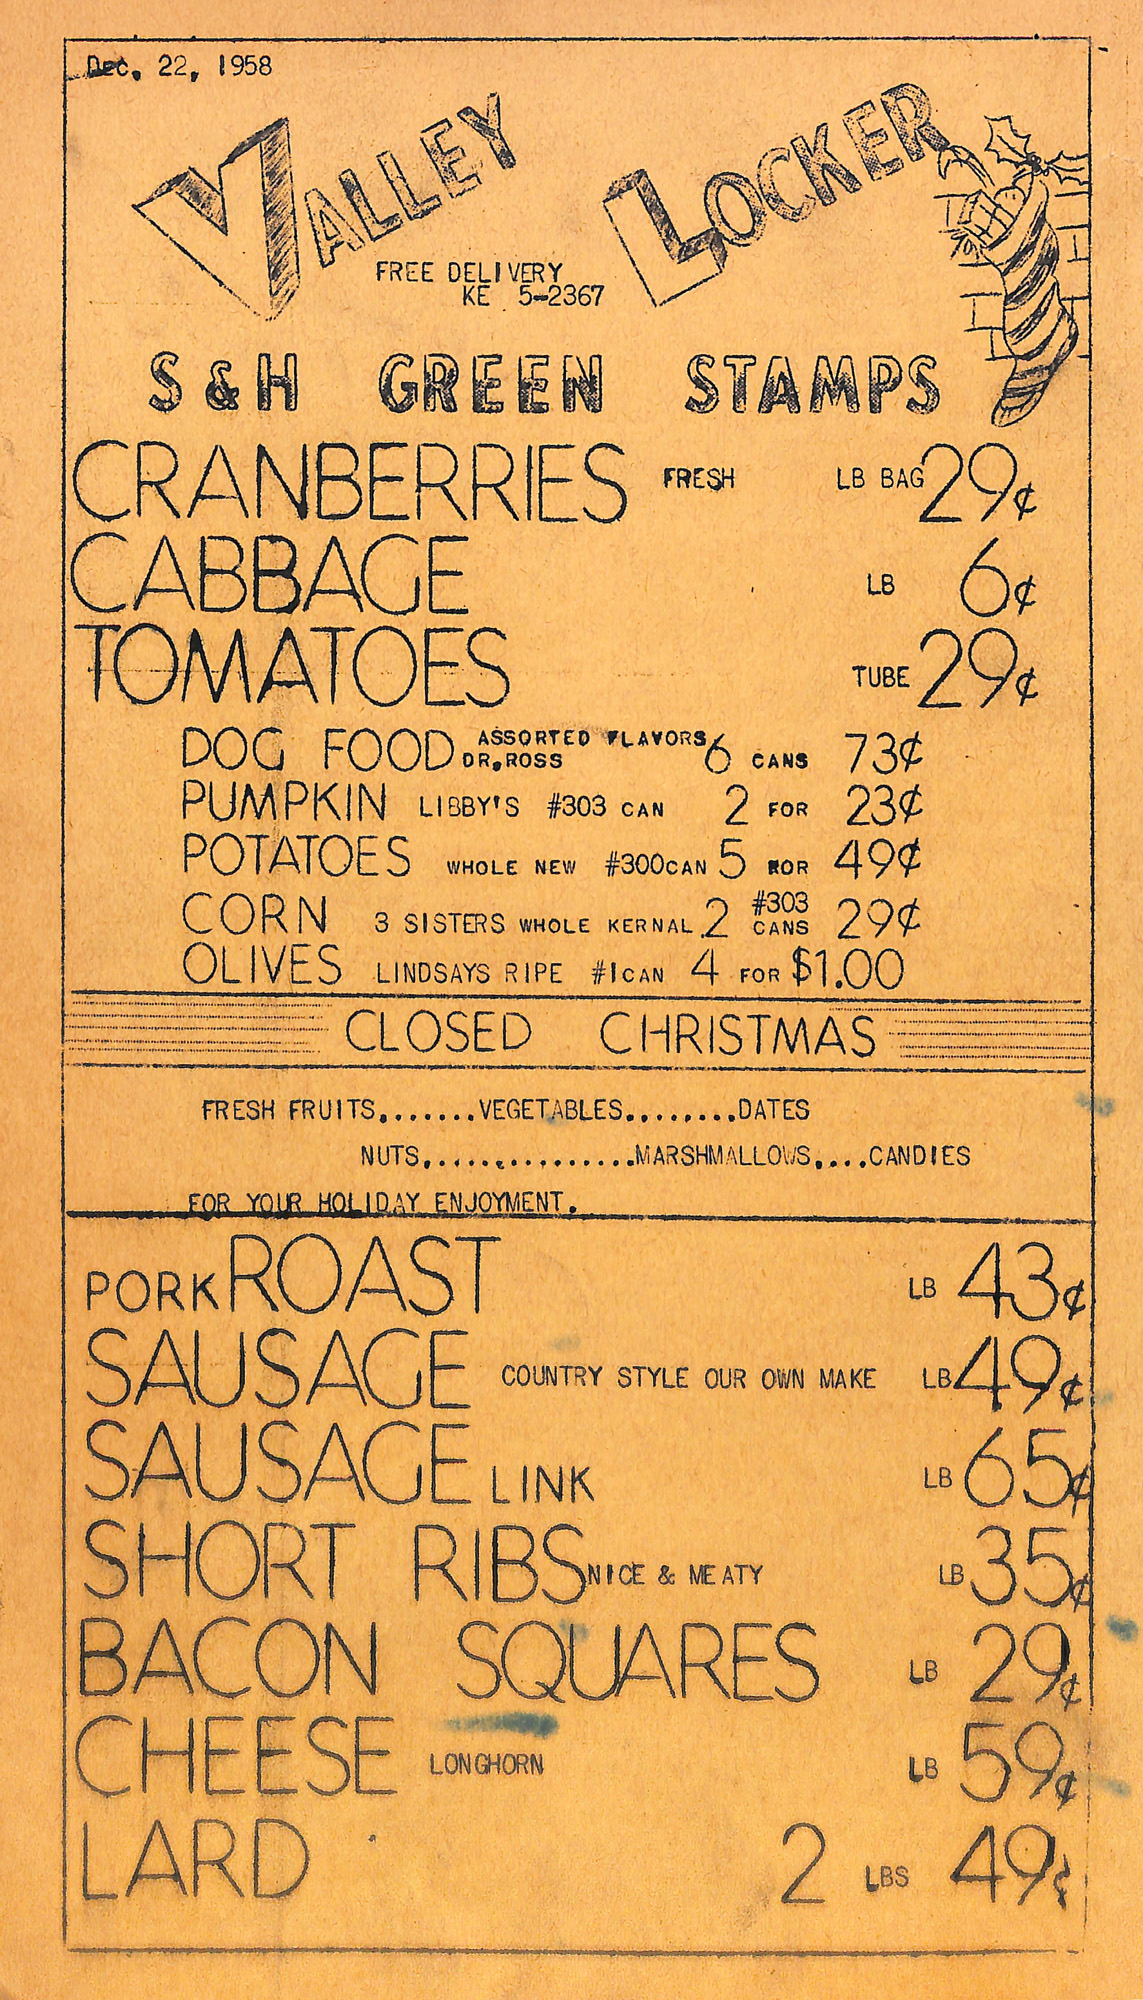 Dec. 22, 1958
VALLEY LOCKER
FREE DELIVERY
KE 5-2367
S & H GREEN STAMPS
CRANBERRIES FRESH LB BAG 29¢
CABBAGE LB 6¢
TOMATOES TUBE 29¢
DOG FOOD ASSORTED FLAVORS DR.ROSS 6 CANS 73¢
PUMPKIN LIBBY'S #303 CAN 2 FOR 23¢
POTATOES WHOLE NEW #300CAN 5 FOR 49¢
CORN 3 SISTERS WHOLE KERNAL 2 #303 CANS 29¢
OLIVES LINDSAYS RIPE #1CAN 4 FOR $1.00
CLOSED CHRISTMAS
FRESH FRUITS.......VEGETABLES........DATES
NUTS...............MARSHMALLOWS....CANDIES
FOR YOUR HOLIDAY ENJOYMENT.
PORK ROAST LB 43¢
SAUSAGE COUNTRY STYLE OUR OWN MAKE LB 49¢
SAUSAGE LINK LB 65¢
SHORT RIBS NICE & MEATY LB 35¢
BACON SQUARES LB 29¢
CHEESE LONGHORN LB 59¢
LARD 2 LBS 49¢